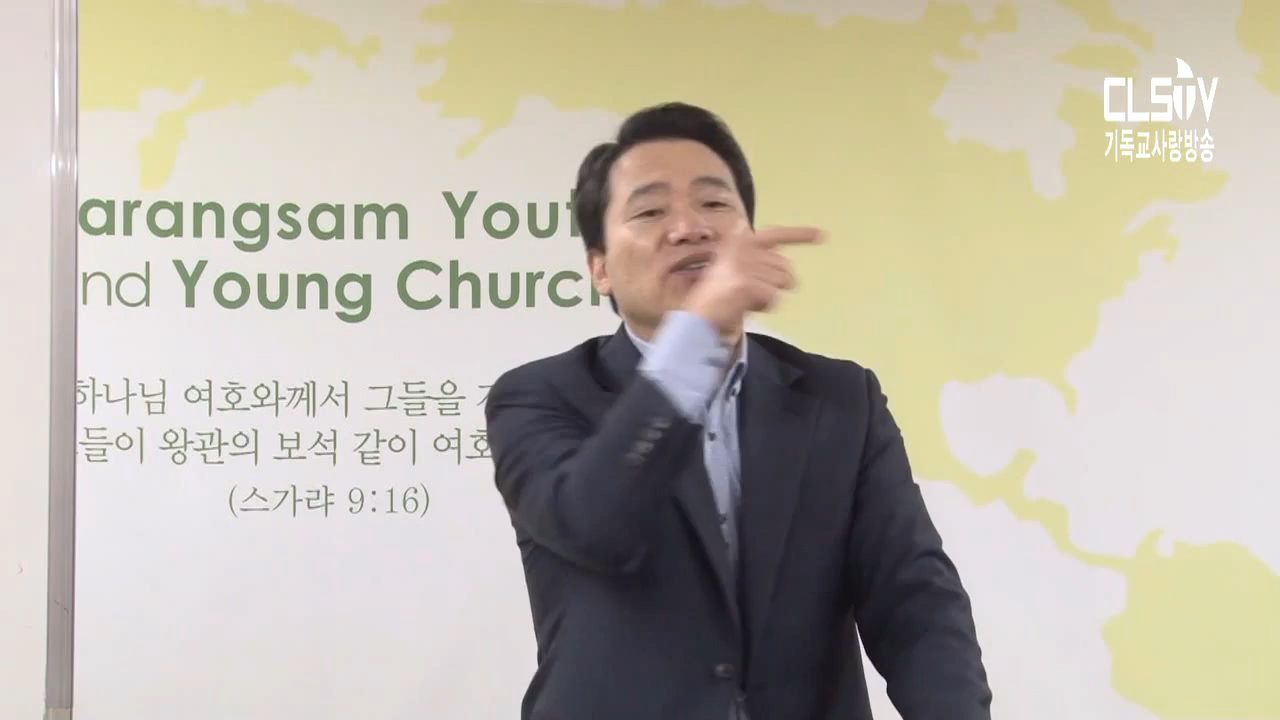 CLSTV
기독교사랑방송
arangsam Yout
nd Young Church
하나님 여호와께서 그들을
들이 왕관의 보석 같이 여호
(스가랴 9:16)